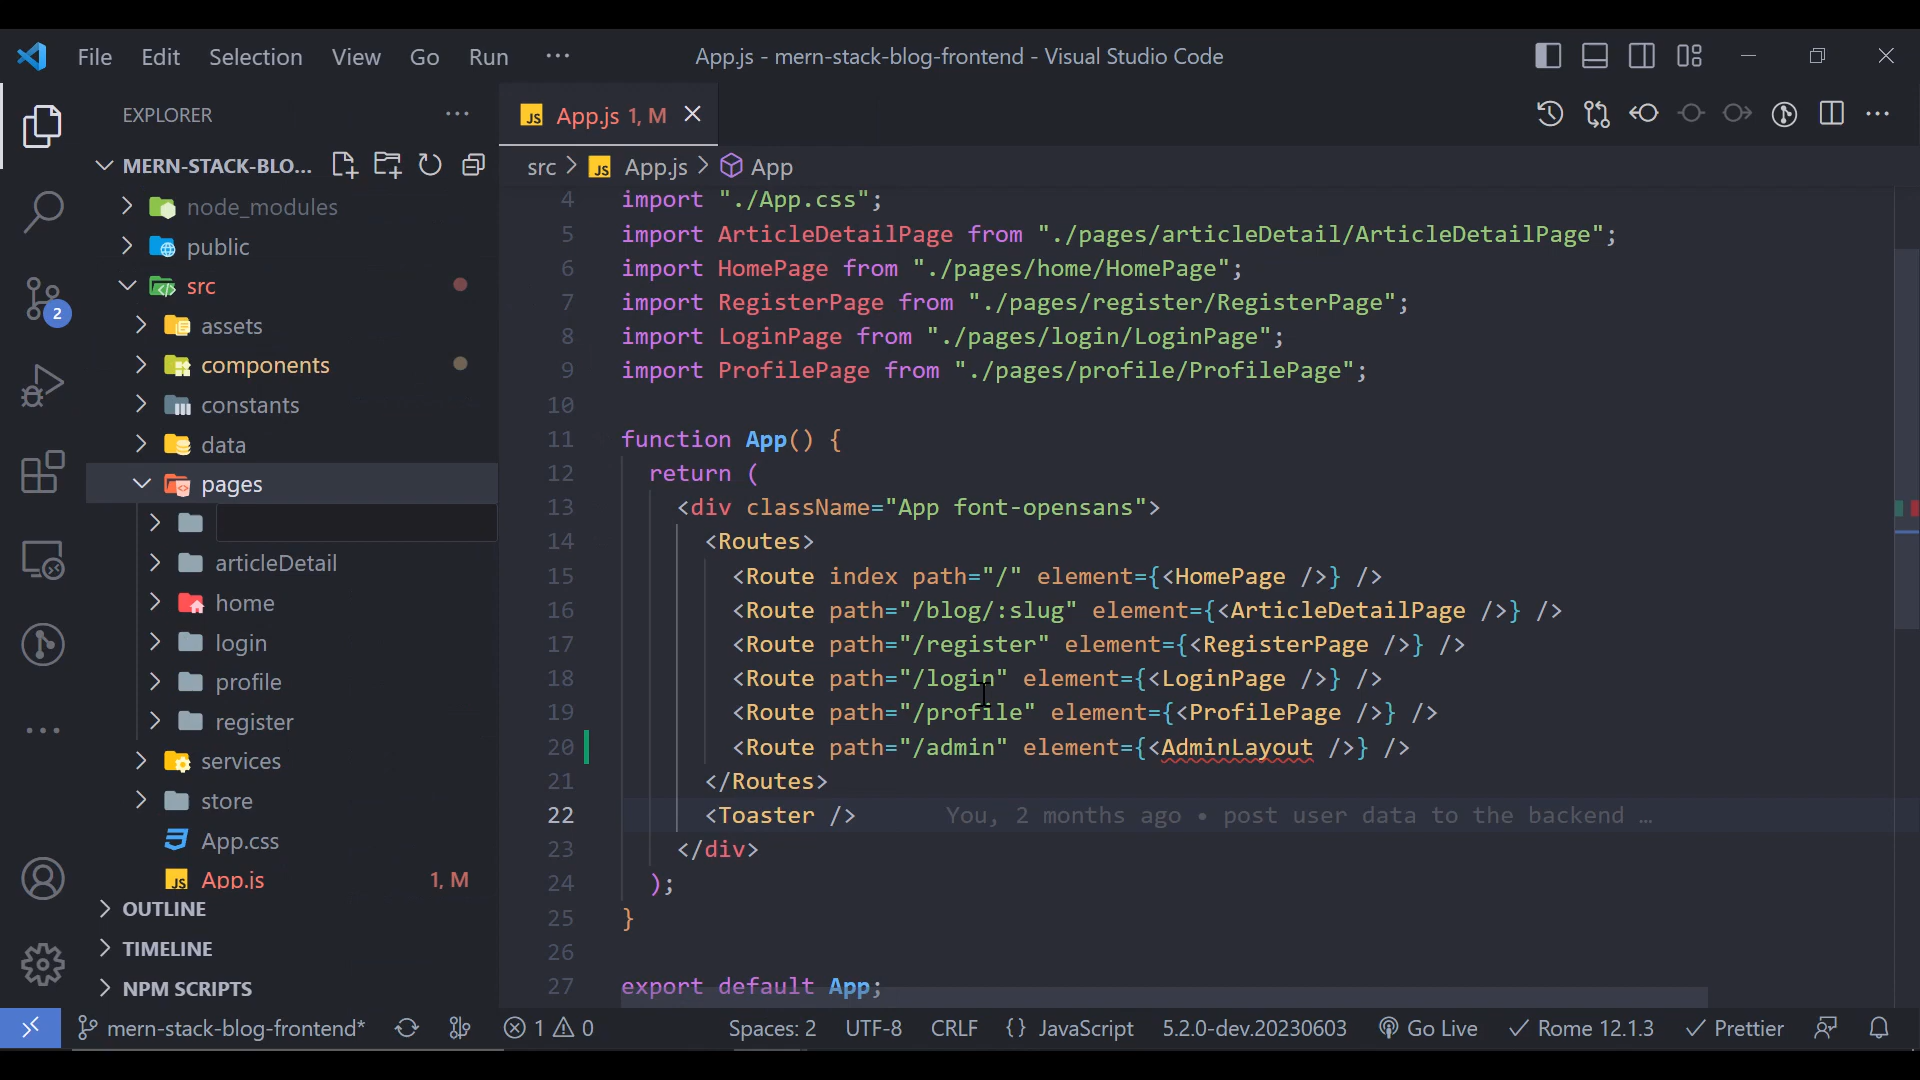 File Edit Selection View Go Run ··· App.js - mern-stack-blog-frontend - Visual Studio Code
EXPLORER ···
MERN-STACK-BLO...
node_modules
public
src
assets
components
constants
data
pages
articleDetail
home
login
profile
register
services
store
App.css
JS App.js 1, M
OUTLINE
TIMELINE
NPM SCRIPTS
2
JS App.js 1, M
src > JS App.js > App
4 import "./App.css";
5 import ArticleDetailPage from "./pages/articleDetail/ArticleDetailPage";
6 import HomePage from "./pages/home/HomePage";
7 import RegisterPage from "./pages/register/RegisterPage";
8 import LoginPage from "./pages/login/LoginPage";
9 import ProfilePage from "./pages/profile/ProfilePage";
10
11 function App() {
12 return (
13 <div className="App font-opensans">
14 <Routes>
15 <Route index path="/" element={<HomePage />} />
16 <Route path="/blog/:slug" element={<ArticleDetailPage />} />
17 <Route path="/register" element={<RegisterPage />} />
18 <Route path="/login" element={<LoginPage />} />
19 <Route path="/profile" element={<ProfilePage />} />
20 <Route path="/admin" element={<AdminLayout />} />
21 </Routes>
22 <Toaster /> You, 2 months ago • post user data to the backend …
23 </div>
24 );
25 }
26
27 export default App;
mern-stack-blog-frontend* 1 0 Spaces: 2 UTF-8 CRLF {} JavaScript 5.2.0-dev.20230603 Go Live Rome 12.1.3 Prettier